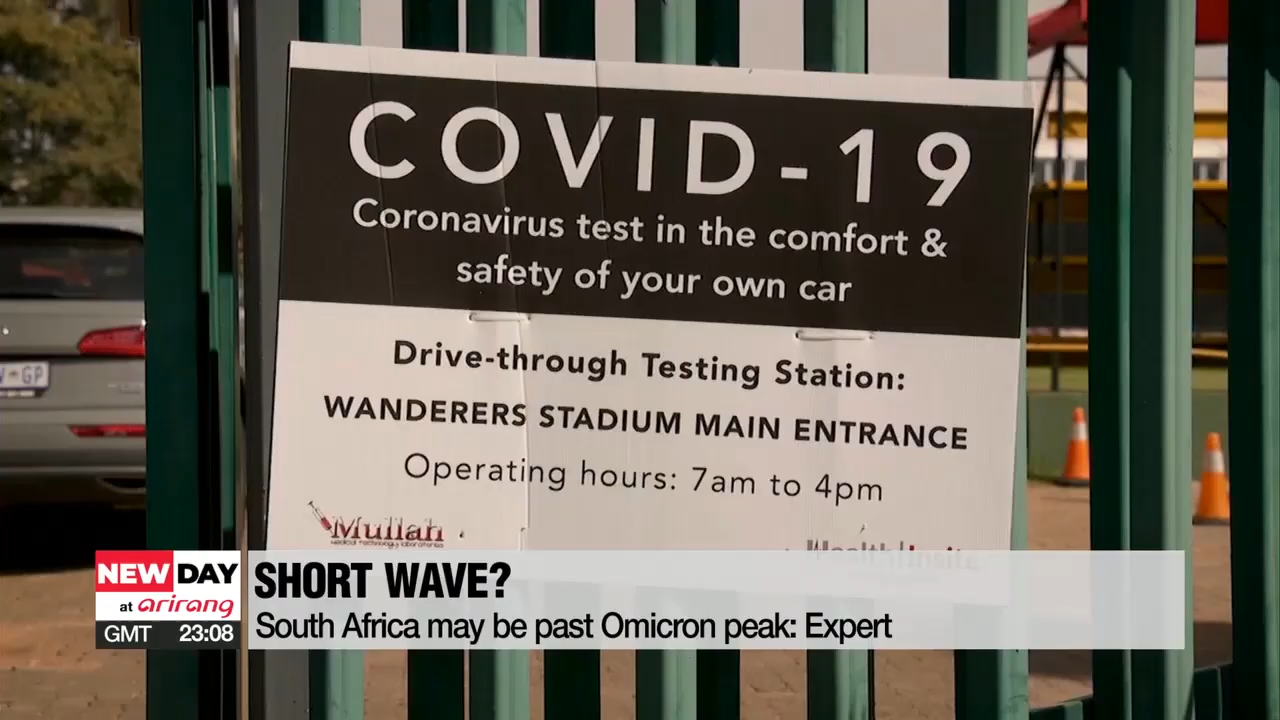 COVID-19
Coronavirus test in the comfort &
safety of your own car
Drive-through Testing Station:
WANDERERS STADIUM MAIN ENTRANCE
Operating hours: 7am to 4pm
Mullah
GP
NEW DAY
at arirang
GMT 23:08
SHORT WAVE?
South Africa may be past Omicron peak: Expert